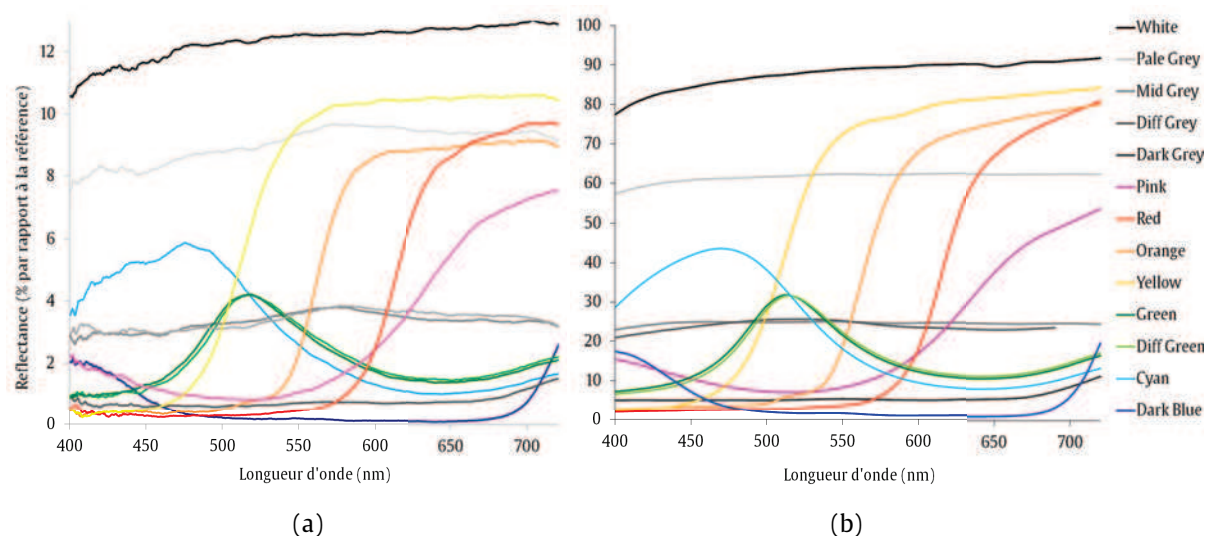 Reflectance (% par rapport à la référence)
12
10
8
6
4
2
0
400
450
500
550
600
650
700
Longueur d'onde (nm)
(a)
100
90
80
70
60
50
40
30
20
10
0
400
450
500
550
600
650
700
Longueur d'onde (nm)
(b)
White
Pale Grey
Mid Grey
Diff Grey
Dark Grey
Pink
Red
Orange
Yellow
Green
Diff Green
Cyan
Dark Blue